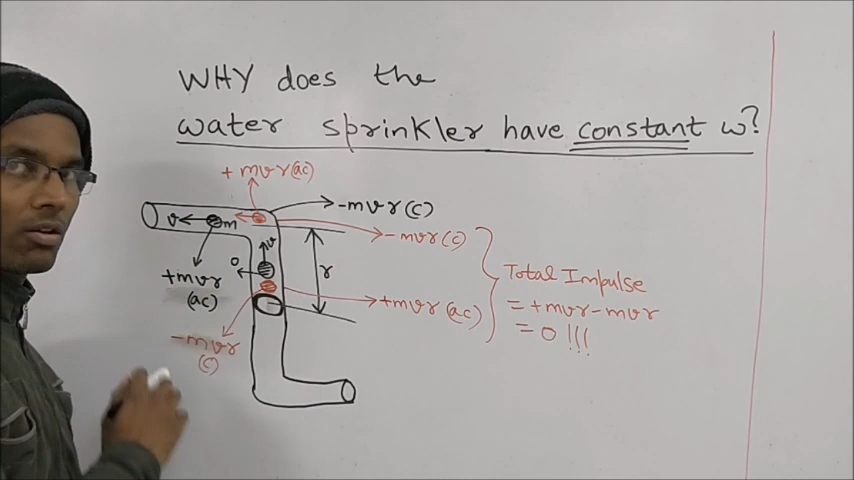 WHY does the
water sprinkler have constant ω?
+mvr(ac)
-mvr(c)
v
m
-mvr(c)
v
0
r
Total Impulse
+mvr
(ac)
+mvr(ac)
= +mvr-mvr
= 0 !!!
-mvr
(c)